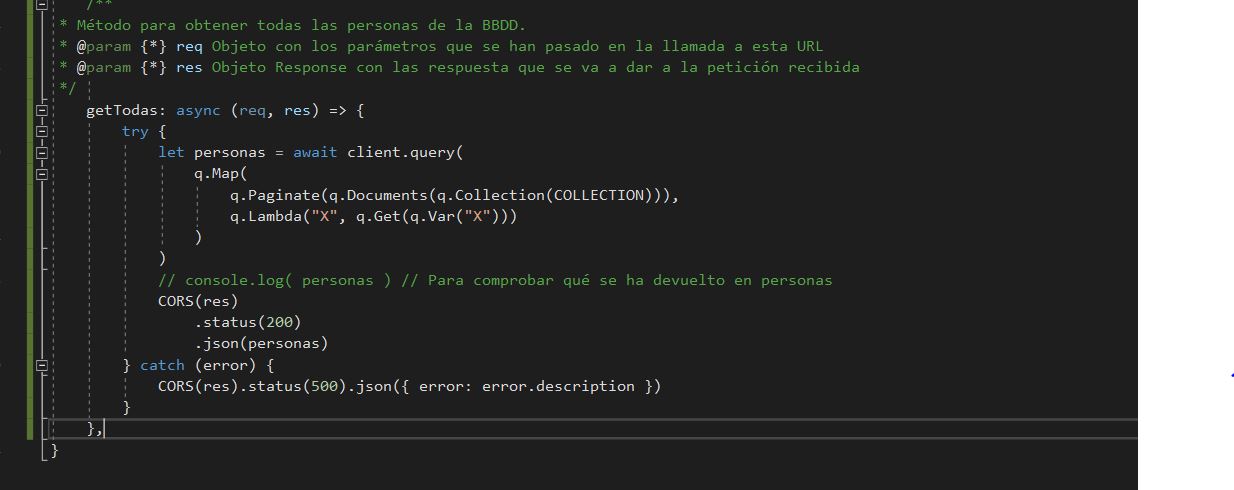 /**
* Método para obtener todas las personas de la BBDD.
* @param {*} req Objeto con los parámetros que se han pasado en la llamada a esta URL
* @param {*} res Objeto Response con las respuesta que se va a dar a la petición recibida
*/
getTodas: async (req, res) => {
try {
let personas = await client.query(
q.Map(
q.Paginate(q.Documents(q.Collection(COLLECTION))),
q.Lambda("X", q.Get(q.Var("X")))
)
)
// console.log( personas ) // Para comprobar qué se ha devuelto en personas
CORS(res)
.status(200)
.json(personas)
} catch (error) {
CORS(res).status(500).json({ error: error.description })
}
},
}